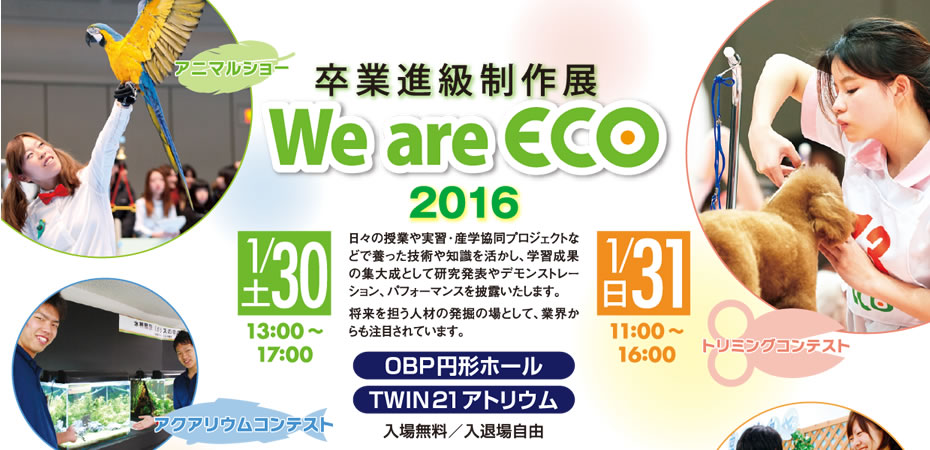 アニマルショー
卒業進級制作展
We are ECO
2016
1/30
土
13:00〜
17:00
日々の授業や実習・産学協同プロジェクトな
どで養った技術や知識を活かし、学習成果
の集大成として研究発表やデモンストレー
ション、パフォーマンスを披露いたします。
将来を担う人材の発掘の場として、業界か
らも注目されています。
1/31
日
11:00〜
16:00
OBP円形ホール
TWIN21アトリウム
入場無料／入退場自由
トリミングコンテスト
アクアリウムコンテスト